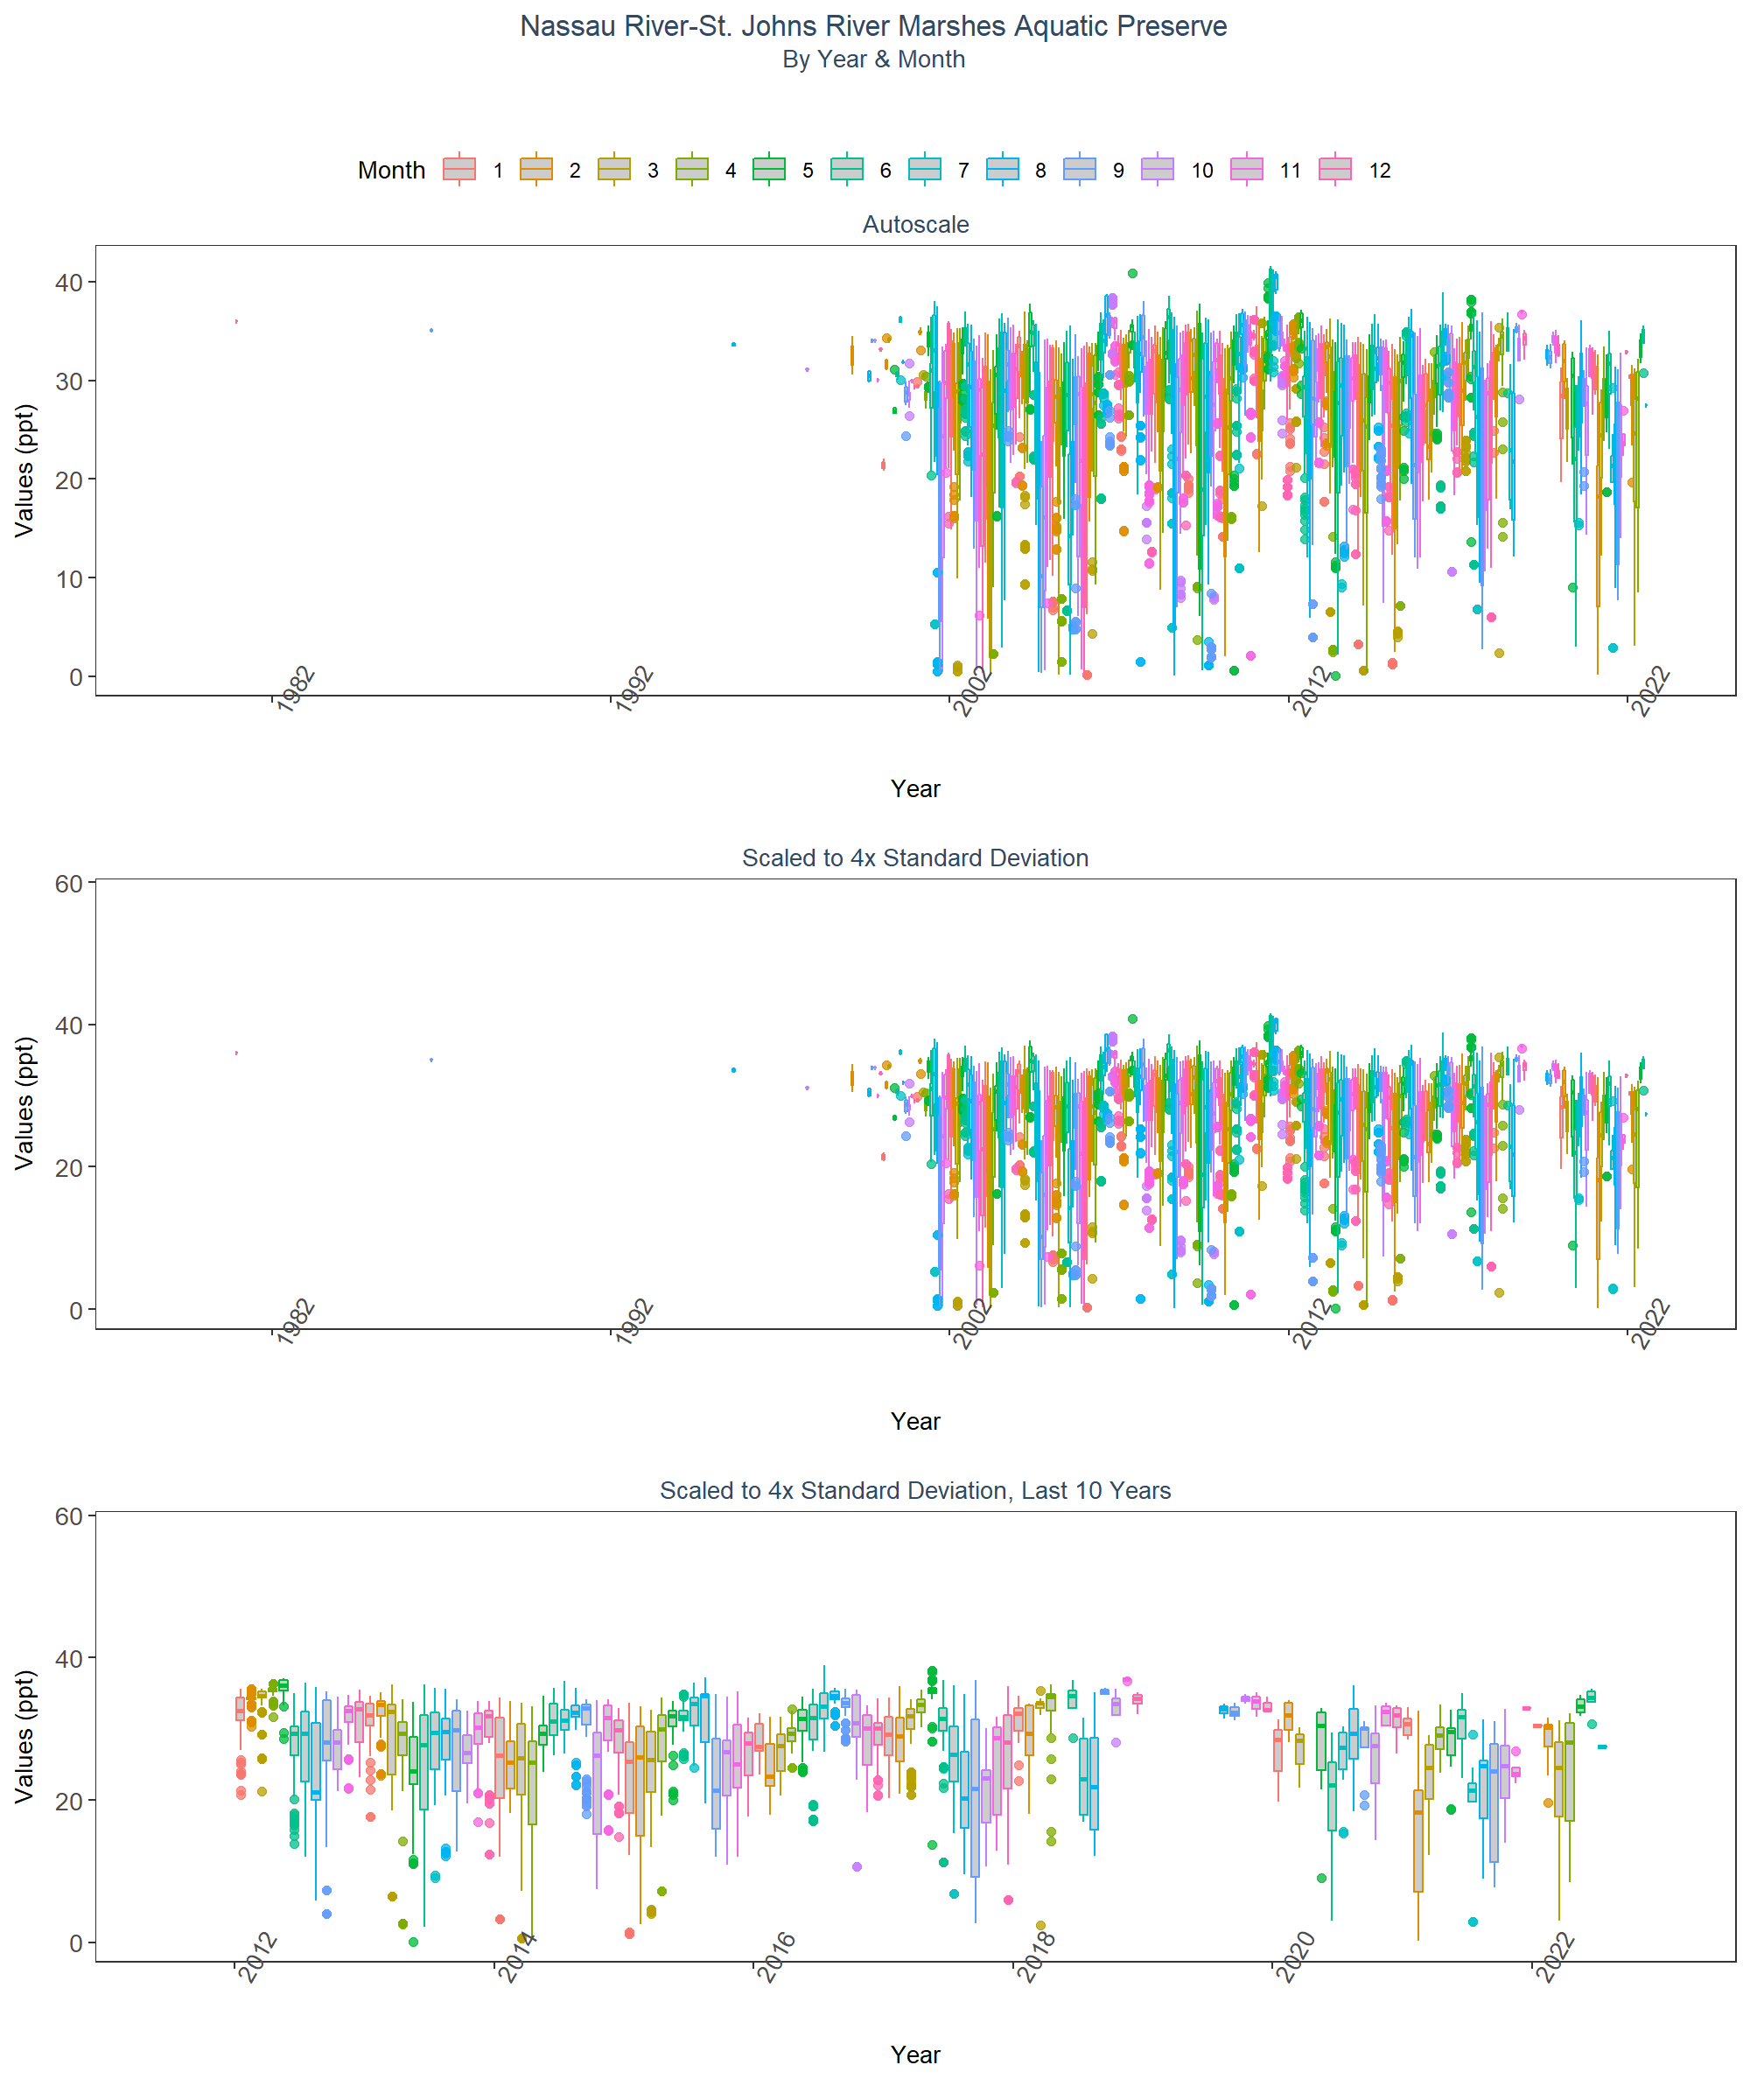 Nassau River-St. Johns River Marshes Aquatic Preserve
By Year & Month
Month 1 2 3 4 5 6 7 8 9 10 11 12
Autoscale
Values (ppt)
40
30
20
10
0
1982 1992 2002 2012 2022
Year
Scaled to 4x Standard Deviation
Values (ppt)
60
40
20
0
1982 1992 2002 2012 2022
Year
Scaled to 4x Standard Deviation, Last 10 Years
Values (ppt)
60
40
20
0
2012 2014 2016 2018 2020 2022
Year